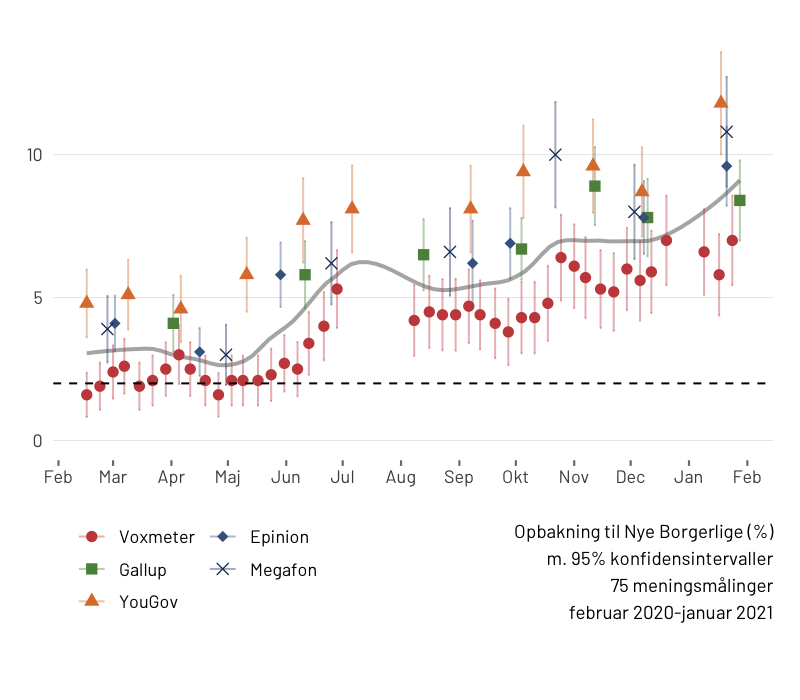 10
5
0
Feb Mar Apr Maj Jun Jul Aug Sep Okt Nov Dec Jan Feb
Voxmeter Epinion
Gallup Megafon
YouGov
Opbakning til Nye Borgerlige (%)
m. 95% konfidensintervaller
75 meningsmålinger
februar 2020-januar 2021